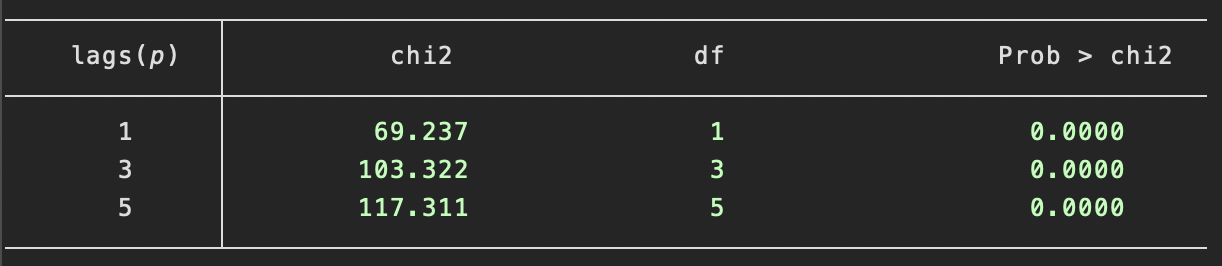 lags(p) chi2 df Prob > chi2
1 69.237 1 0.0000
3 103.322 3 0.0000
5 117.311 5 0.0000